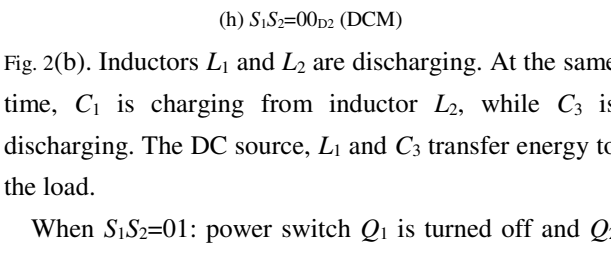 (h) S₁S₂=00D2 (DCM)
Fig. 2(b). Inductors L₁ and L₂ are discharging. At the same
time, C₁ is charging from inductor L₂, while C₃ is
discharging. The DC source, L₁ and C₃ transfer energy to
the load.
When S₁S₂=01: power switch Q₁ is turned off and Q₂